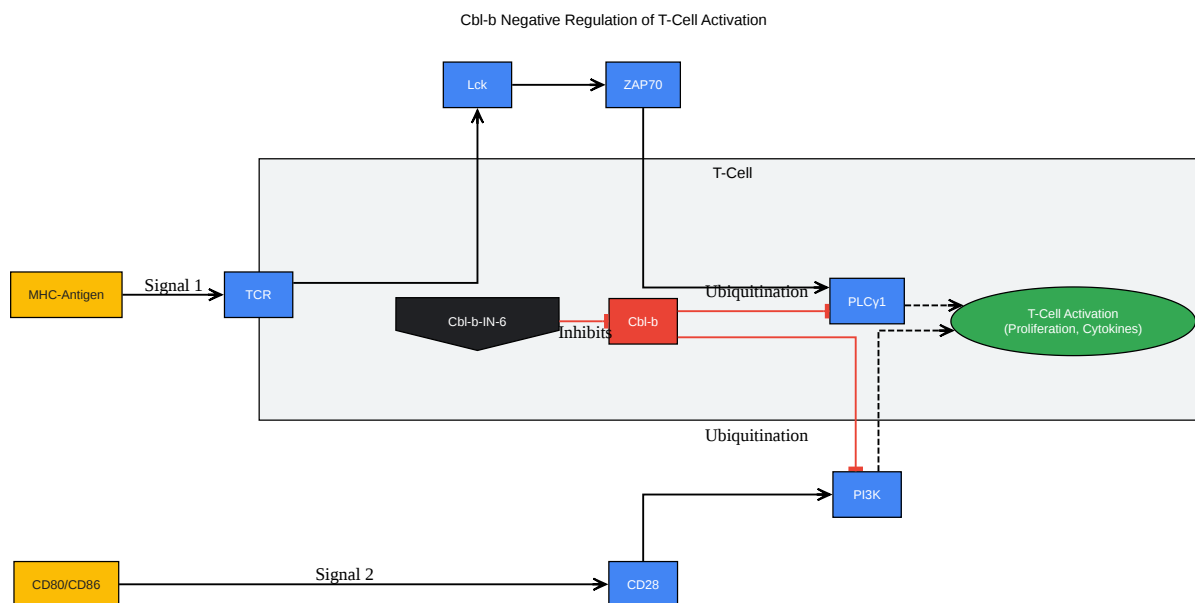 Cbl-b Negative Regulation of T-Cell Activation
Lck
ZAP70
T-Cell
MHC-Antigen
Signal 1
TCR
Cbl-b-IN-6
Inhibits
Cbl-b
Ubiquitination
PLCγ1
T-Cell Activation
(Proliferation, Cytokines)
Ubiquitination
PI3K
CD80/CD86
Signal 2
CD28